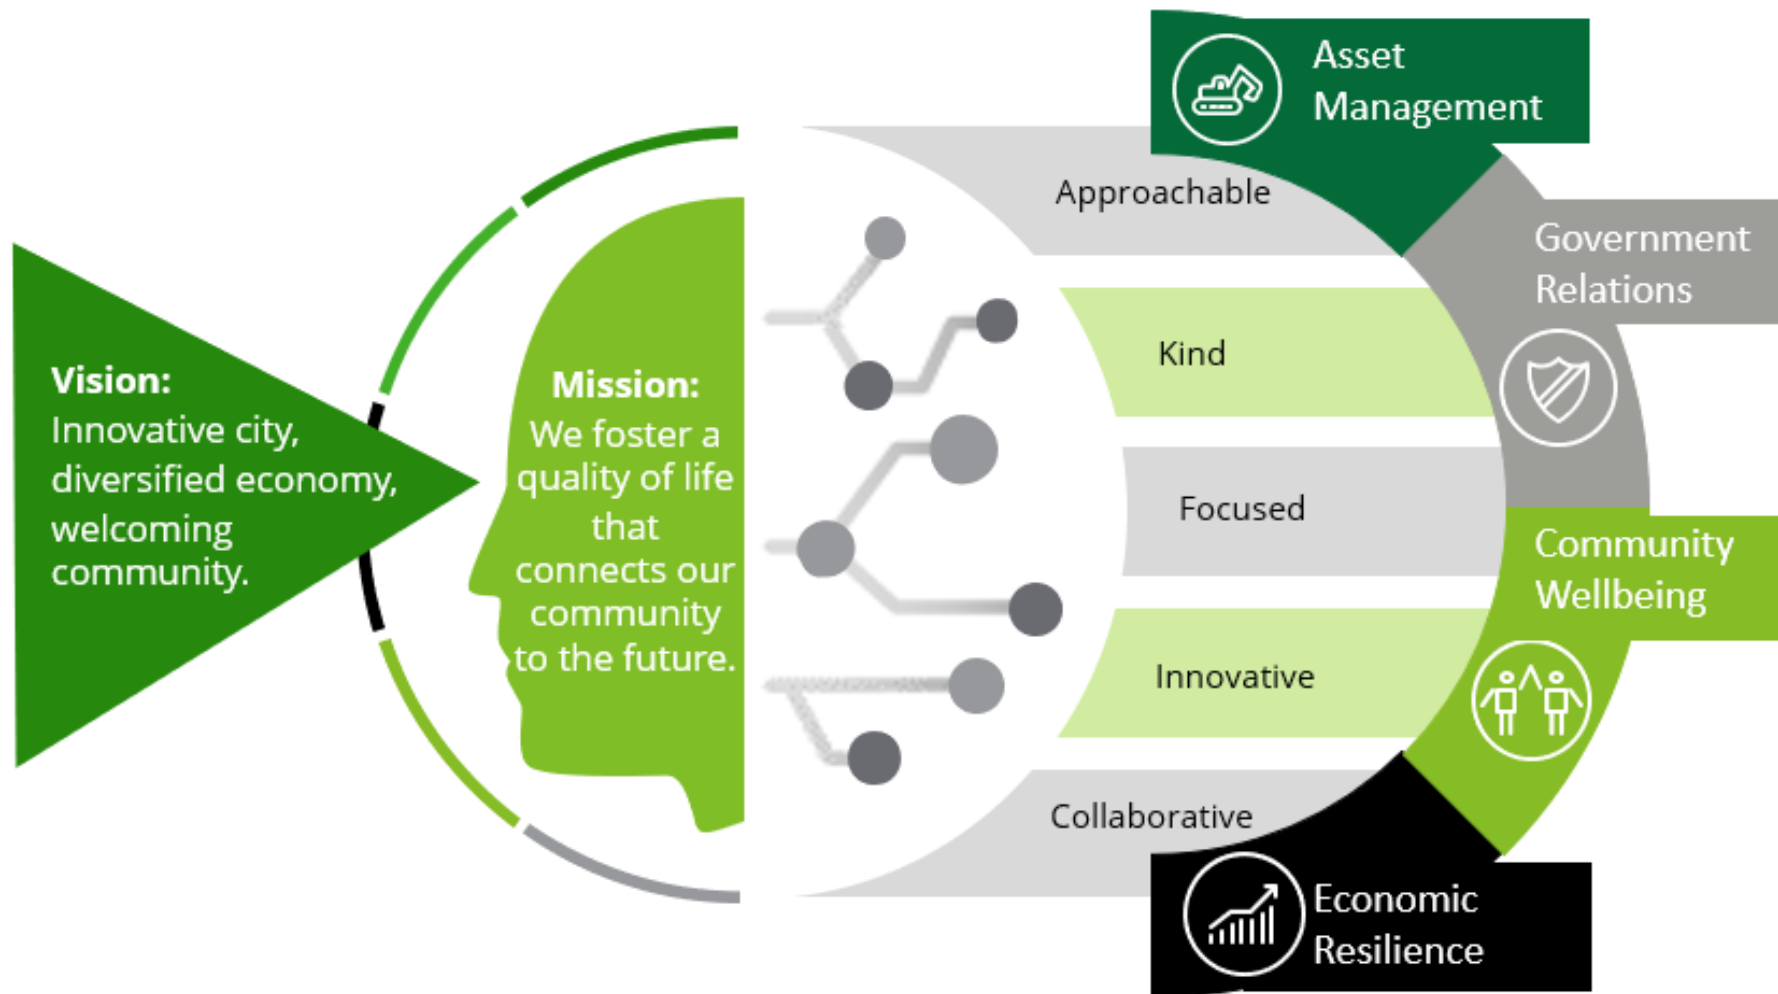 Vision:
Innovative city,
diversified economy,
welcoming
community.
Mission:
We foster a
quality of life
that
connects our
community
to the future.
Approachable
Kind
Focused
Innovative
Collaborative
Asset
Management
Government
Relations
Community
Wellbeing
Economic
Resilience